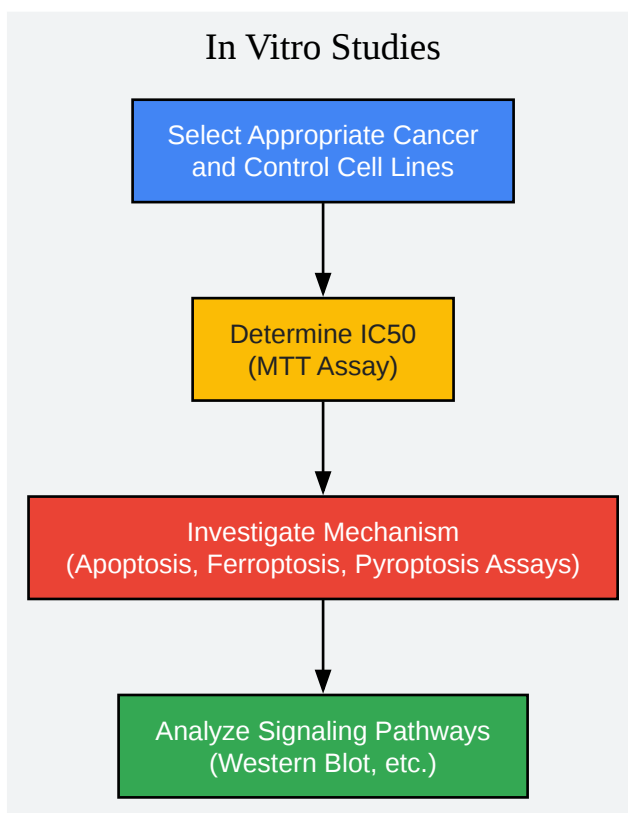 In Vitro Studies
Select Appropriate Cancer
and Control Cell Lines
Determine IC50
(MTT Assay)
Investigate Mechanism
(Apoptosis, Ferroptosis, Pyroptosis Assays)
Analyze Signaling Pathways
(Western Blot, etc.)